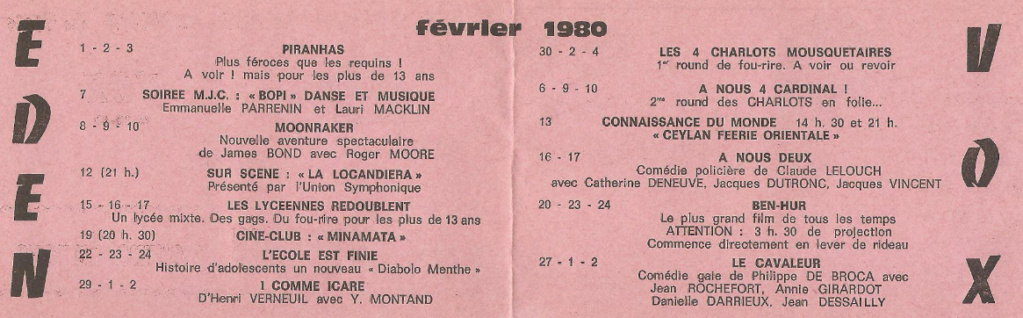 février 1980
EDEN
1 - 2 - 3 PIRANHAS
Plus féroces que les requins !
A voir ! mais pour les plus de 13 ans
7 SOIREE M.J.C. : « BOPI » DANSE ET MUSIQUE
Emmanuelle PARRENIN et Lauri MACKLIN
8 - 9 - 10 MOONRAKER
Nouvelle aventure spectaculaire
de James BOND avec Roger MOORE
12 (21 h.) SUR SCENE : « LA LOCANDIERA »
Présenté par l'Union Symphonique
15 - 16 - 17 LES LYCEENNES REDOUBLENT
Un lycée mixte. Des gags. Du fou-rire pour les plus de 13 ans
19 (20 h. 30) CINE-CLUB : « MINAMATA »
22 - 23 - 24 L'ECOLE EST FINIE
Histoire d'adolescents un nouveau « Diabolo Menthe »
29 - 1 - 2 I COMME ICARE
D'Henri VERNEUIL avec Y. MONTAND
VOX
30 - 2 - 4 LES 4 CHARLOTS MOUSQUETAIRES
1er round de fou-rire. A voir ou revoir
6 - 9 - 10 A NOUS 4 CARDINAL !
2me round des CHARLOTS en folie...
13 CONNAISSANCE DU MONDE 14 h. 30 et 21 h.
« CEYLAN FEERIE ORIENTALE »
16 - 17 A NOUS DEUX
Comédie policière de Claude LELOUCH
avec Catherine DENEUVE, Jacques DUTRONC, Jacques VINCENT
20 - 23 - 24 BEN-HUR
Le plus grand film de tous les temps
ATTENTION : 3 h. 30 de projection
Commence directement en lever de rideau
27 - 1 - 2 LE CAVALEUR
Comédie gaie de Philippe DE BROCA avec
Jean ROCHEFORT, Annie GIRARDOT
Danielle DARRIEUX, Jean DESSAILLY